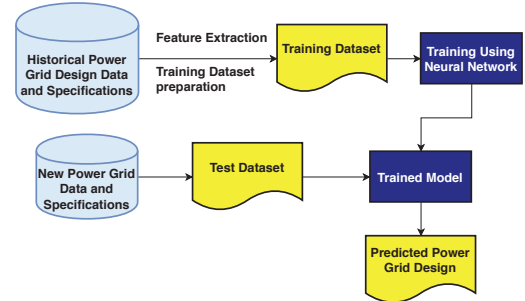 Historical Power
Grid Design Data
and Specifications
Feature Extraction
Training Dataset
preparation
Training Dataset
Training Using
Neural Network
New Power Grid
Data and
Specifications
Test Dataset
Trained Model
Predicted Power
Grid Design